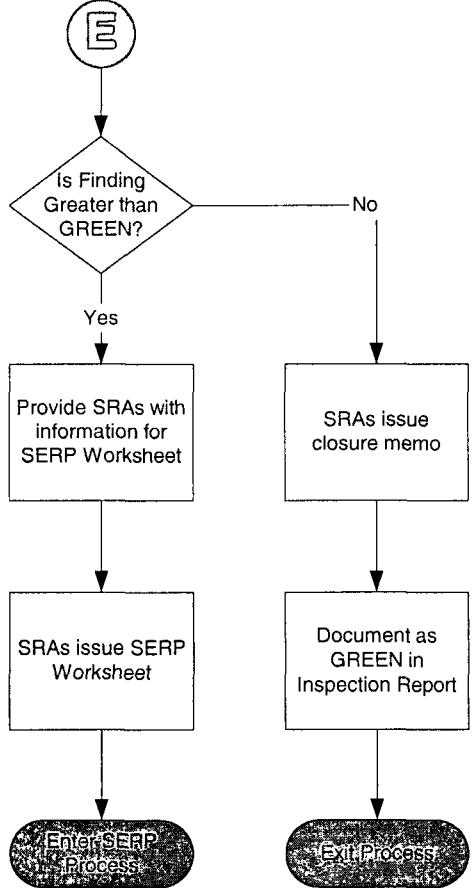 E
Is Finding
Greater than
GREEN?
No
Yes
Provide SRAs with
information for
SERP Worksheet
SRAs issue
closure memo
SRAs issue SERP
Worksheet
Document as
GREEN in
Inspection Report
Enter SERP
Process
Exit Process